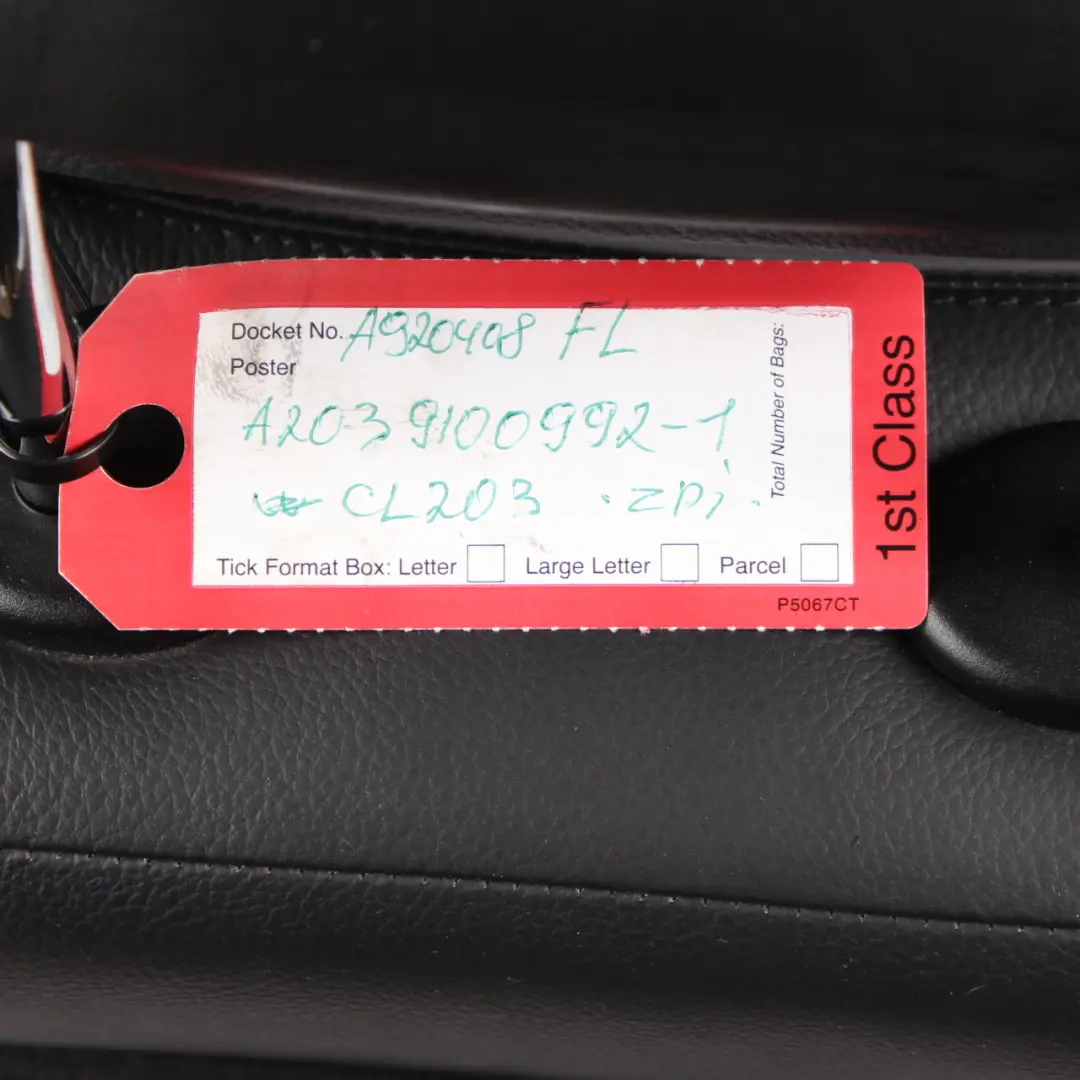 Docket No. A920408 FL
Poster
A2039100992-1
CL203 ZDi
Tick Format Box: Letter Large Letter Parcel
P5067CT
Total Number of Bags:
1st Class